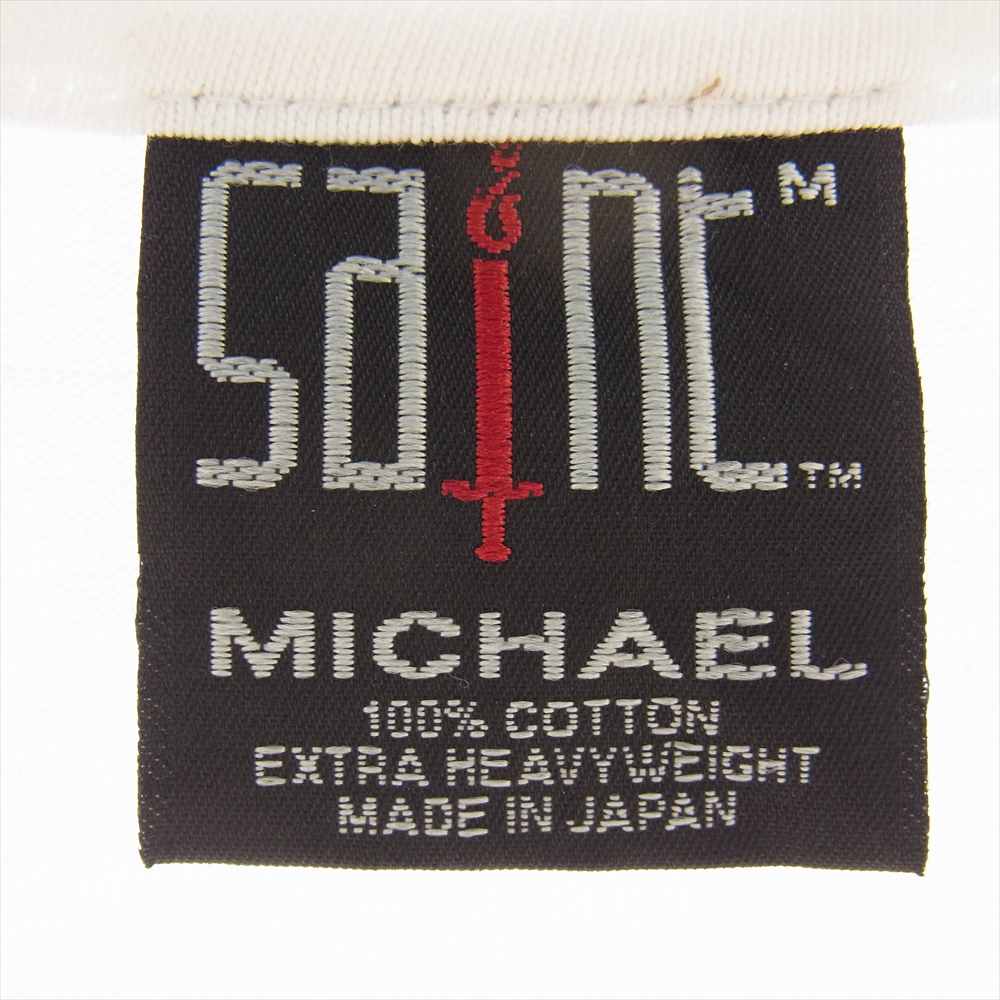 saint M TM
MICHAEL
100% COTTON
EXTRA HEAVYWEIGHT
MADE IN JAPAN